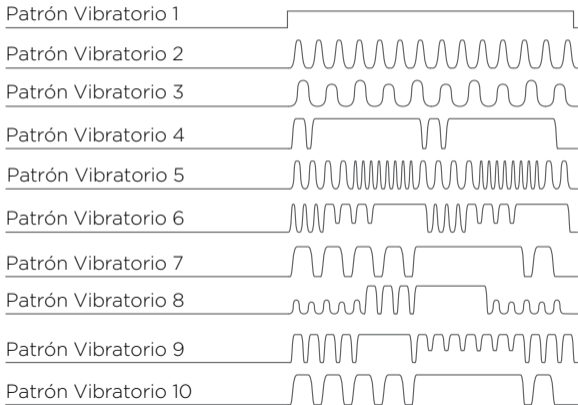 Patrón Vibratorio 1
Patrón Vibratorio 2
Patrón Vibratorio 3
Patrón Vibratorio 4
Patrón Vibratorio 5
Patrón Vibratorio 6
Patrón Vibratorio 7
Patrón Vibratorio 8
Patrón Vibratorio 9
Patrón Vibratorio 10